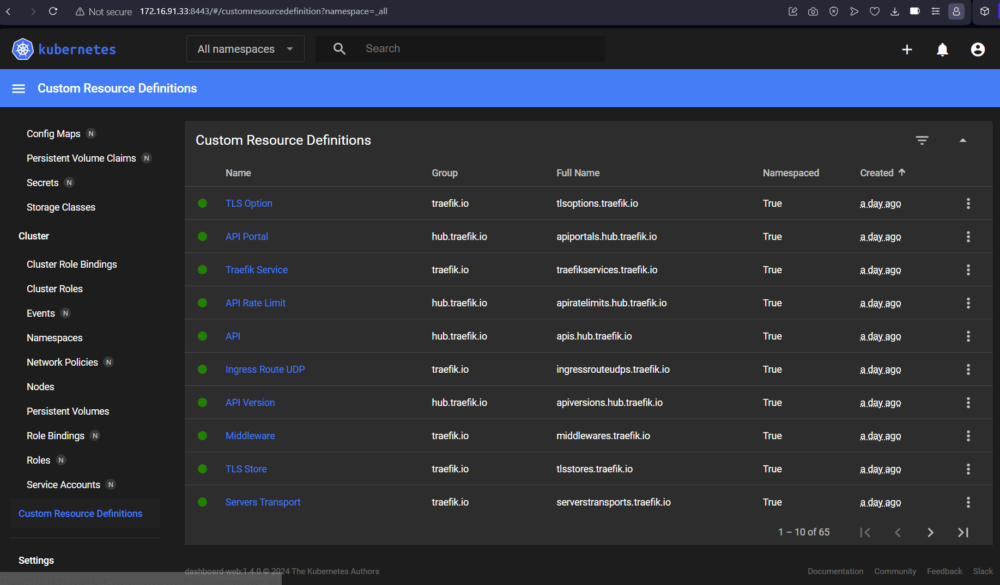 Not secure 172.16.91.33:8443/#/customresourcedefinition?namespace=_all
kubernetes
All namespaces
Search
Custom Resource Definitions
Config Maps N
Persistent Volume Claims N
Secrets N
Storage Classes
Cluster
Cluster Role Bindings
Cluster Roles
Events N
Namespaces
Network Policies N
Nodes
Persistent Volumes
Role Bindings N
Roles N
Service Accounts N
Custom Resource Definitions
Settings
Custom Resource Definitions
Name Group Full Name Namespaced Created
TLS Option traefik.io tlsoptions.traefik.io True a day ago
API Portal hub.traefik.io apiportals.hub.traefik.io True a day ago
Traefik Service traefik.io traefikservices.traefik.io True a day ago
API Rate Limit hub.traefik.io apiratelimits.hub.traefik.io True a day ago
API hub.traefik.io apis.hub.traefik.io True a day ago
Ingress Route UDP traefik.io ingressrouteudps.traefik.io True a day ago
API Version hub.traefik.io apiversions.hub.traefik.io True a day ago
Middleware traefik.io middlewares.traefik.io True a day ago
TLS Store traefik.io tlsstores.traefik.io True a day ago
Servers Transport traefik.io serverstransports.traefik.io True a day ago
1 – 10 of 65
dashboard-web:1.4.0 © 2024 The Kubernetes Authors
Documentation Community Feedback Slack